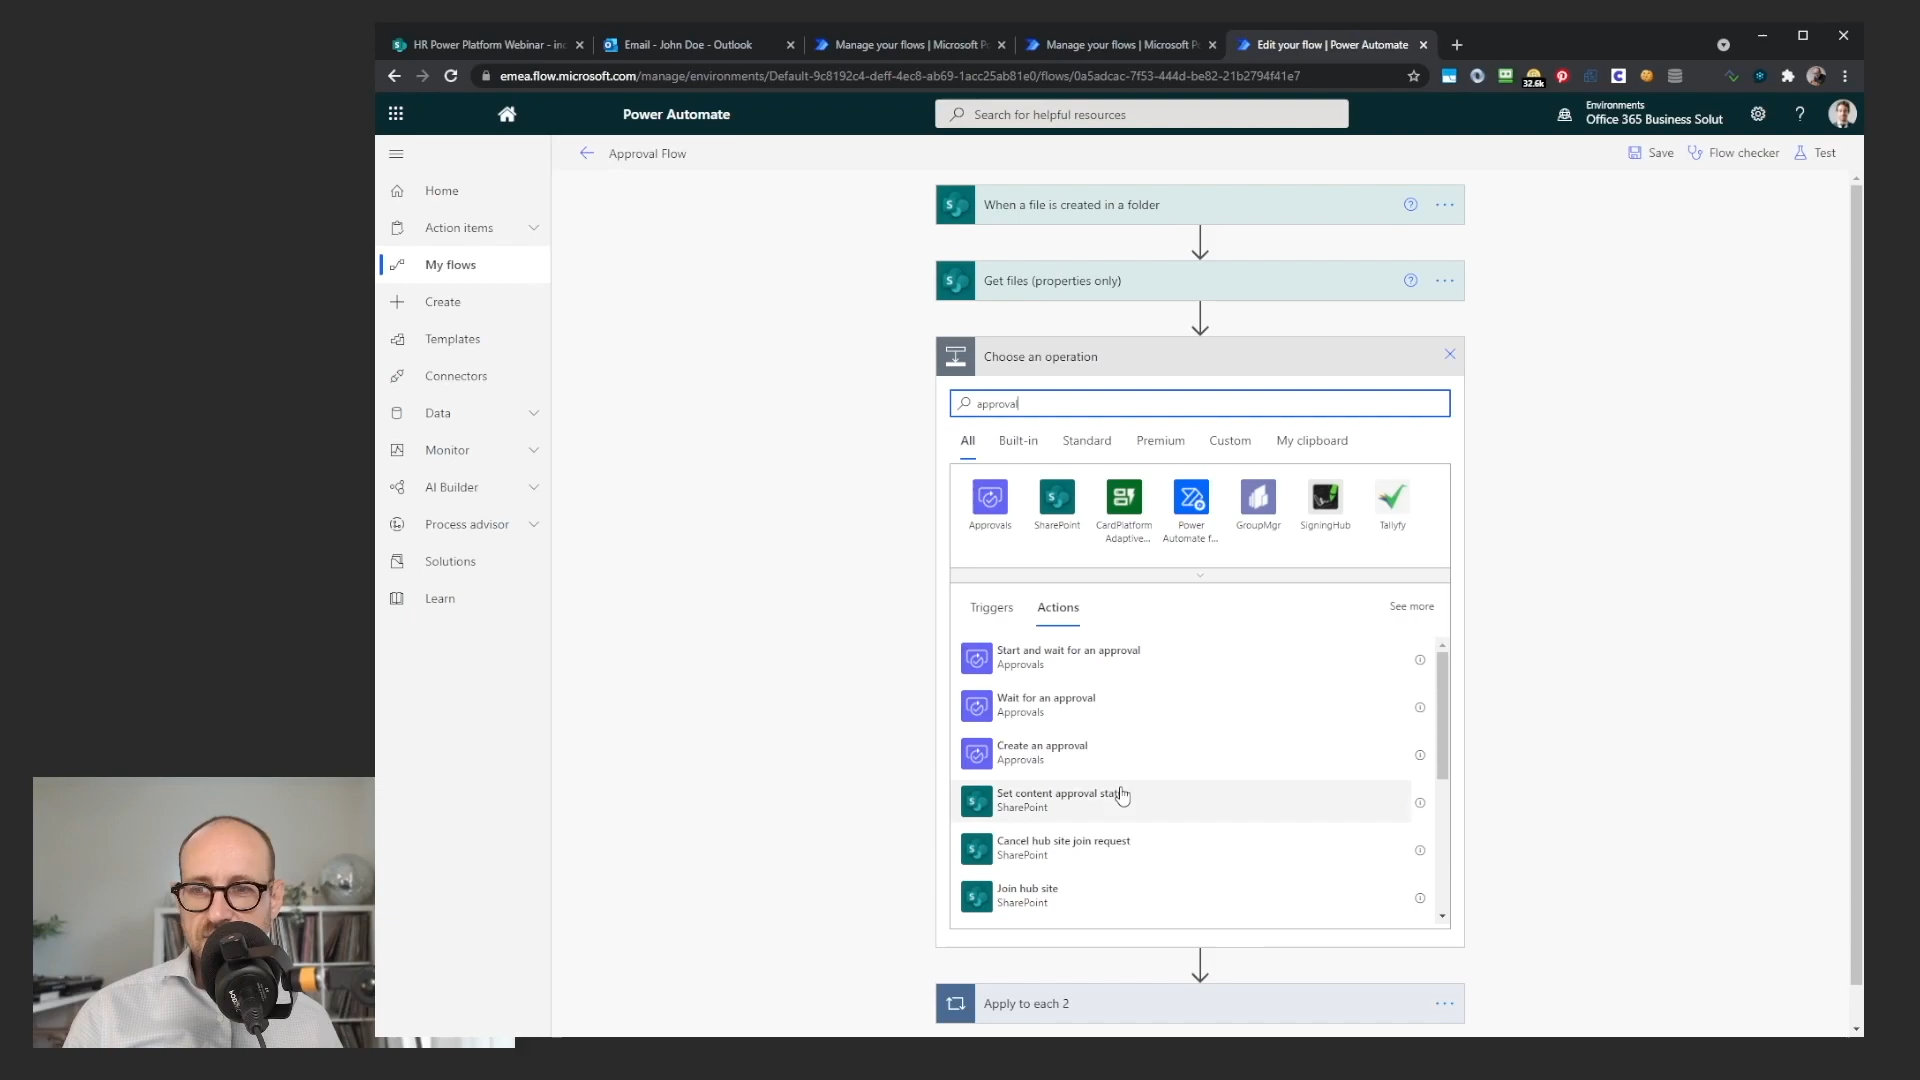 HR Power Platform Webinar - inc
Email - John Doe - Outlook
Manage your flows | Microsoft Po
Manage your flows | Microsoft Po
Edit your flow | Power Automate
emea.flow.microsoft.com/manage/environments/Default-9c8192c4-deff-4ec8-ab69-1acc25ab81e0/flows/0a5adcac-7f53-444d-be82-21b2794f41e7
32.6k
Power Automate
Search for helpful resources
Environments
Office 365 Business Solut
Approval Flow
Save
Flow checker
Test
Home
Action items
My flows
Create
Templates
Connectors
Data
Monitor
AI Builder
Process advisor
Solutions
Learn
When a file is created in a folder
Get files (properties only)
Choose an operation
approval
All
Built-in
Standard
Premium
Custom
My clipboard
Approvals
SharePoint
CardPlatform Adaptive...
Power Automate f...
GroupMgr
SigningHub
Tallyfy
Triggers
Actions
See more
Start and wait for an approval
Approvals
Wait for an approval
Approvals
Create an approval
Approvals
Set content approval status
SharePoint
Cancel hub site join request
SharePoint
Join hub site
SharePoint
Apply to each 2